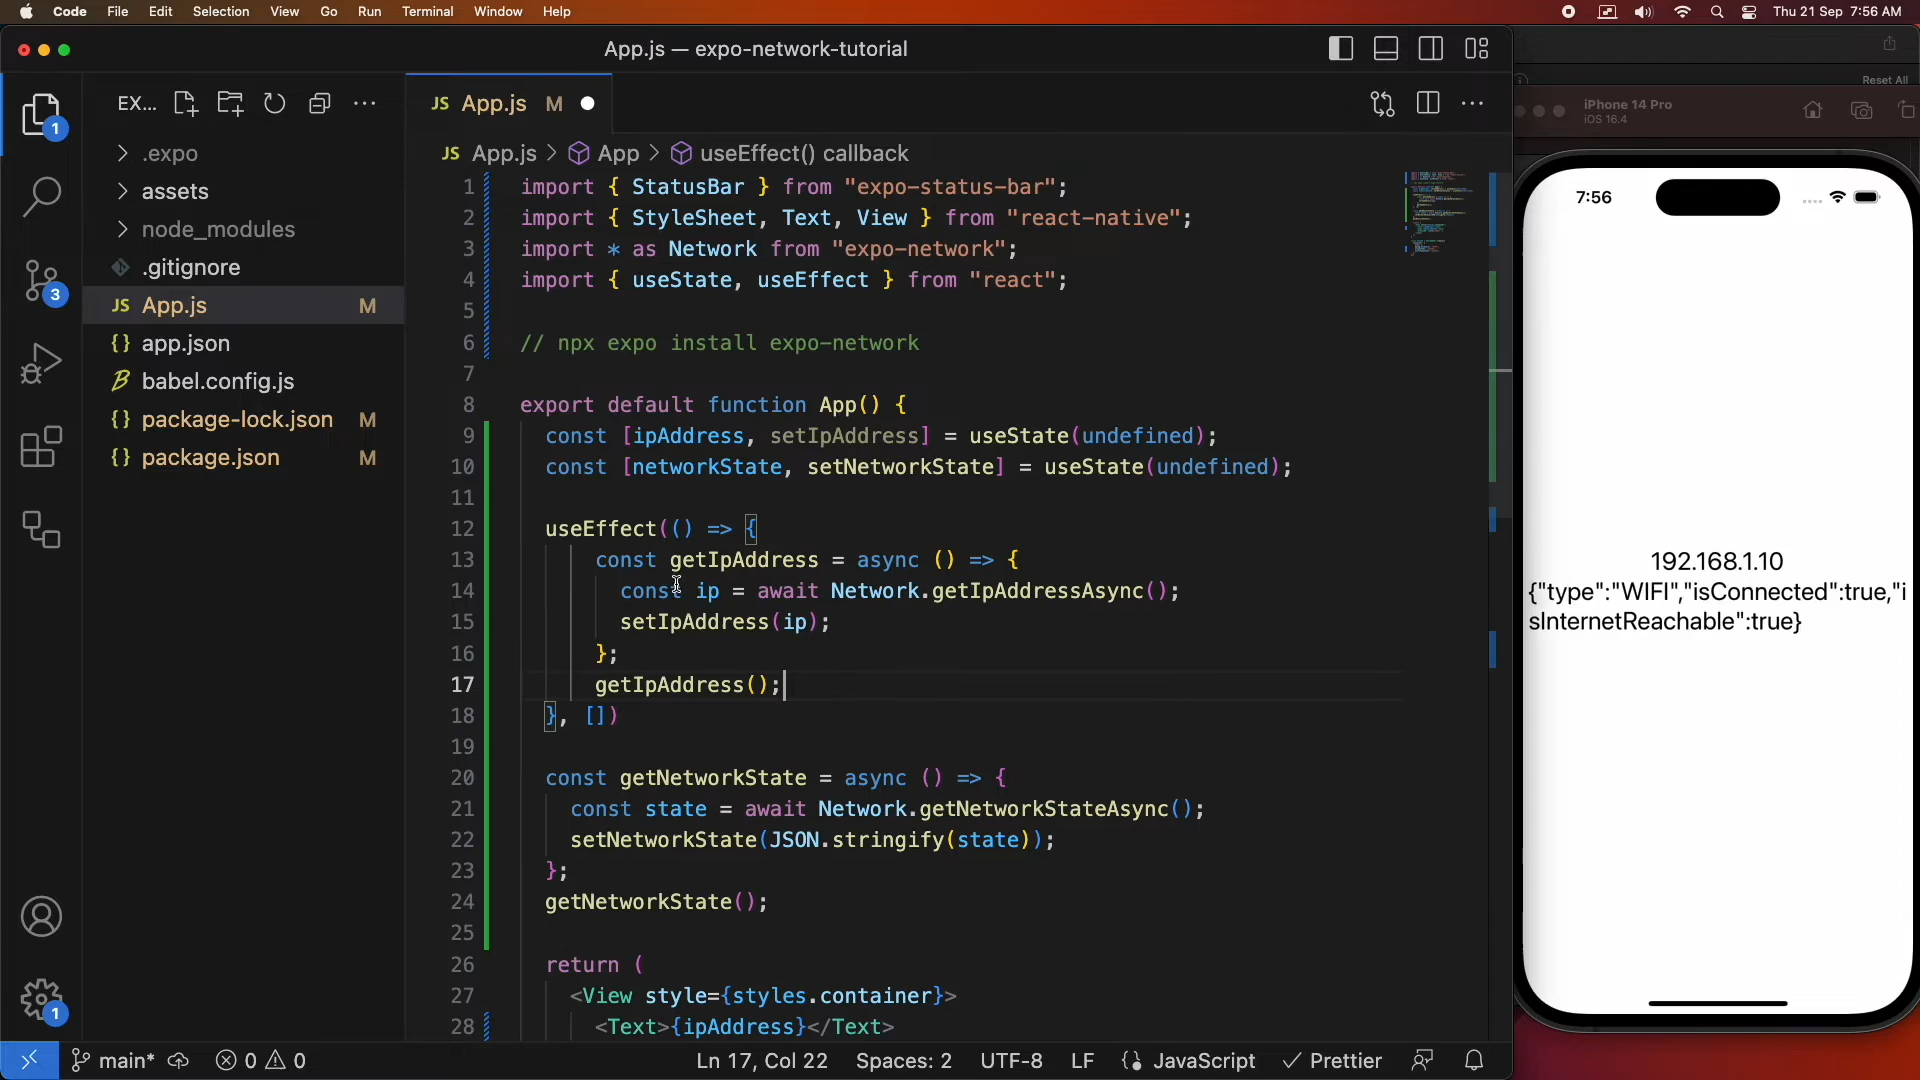 Code File Edit Selection View Go Run Terminal Window Help
Thu 21 Sep 7:56 AM
App.js — expo-network-tutorial
EX...
JS App.js M
JS App.js > App > useEffect() callback
.expo
assets
node_modules
.gitignore
JS App.js M
{} app.json
babel.config.js
{} package-lock.json M
{} package.json M
1
3
1
1 import { StatusBar } from "expo-status-bar";
2 import { StyleSheet, Text, View } from "react-native";
3 import * as Network from "expo-network";
4 import { useState, useEffect } from "react";
5
6 // npx expo install expo-network
7
8 export default function App() {
9 const [ipAddress, setIpAddress] = useState(undefined);
10 const [networkState, setNetworkState] = useState(undefined);
11
12 useEffect(() => {
13 const getIpAddress = async () => {
14 const ip = await Network.getIpAddressAsync();
15 setIpAddress(ip);
16 };
17 getIpAddress();
18 }, [])
19
20 const getNetworkState = async () => {
21 const state = await Network.getNetworkStateAsync();
22 setNetworkState(JSON.stringify(state));
23 };
24 getNetworkState();
25
26 return (
27 <View style={styles.container}>
28 <Text>{ipAddress}</Text>
main* 0 0
Ln 17, Col 22 Spaces: 2 UTF-8 LF {} JavaScript Prettier
Reset All
iPhone 14 Pro
iOS 16.4
7:56
192.168.1.10
{"type":"WIFI","isConnected":true,"i
sInternetReachable":true}